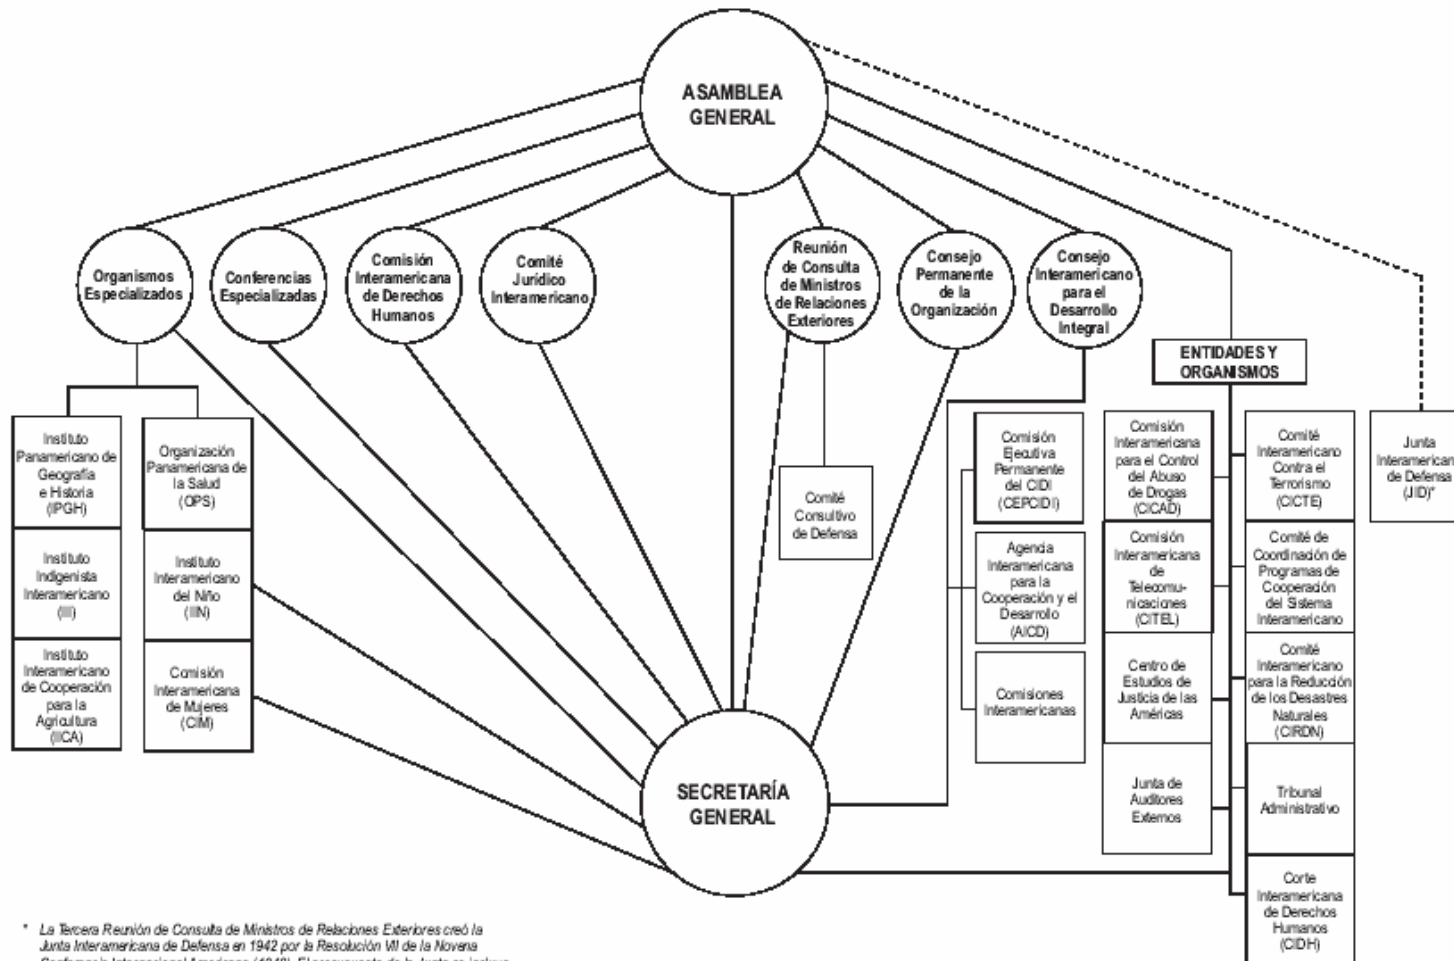 ASAMBLEA
GENERAL
Organismos
Especializados
Conferencias
Especializadas
Comisión
Interamericana
de Derechos
Humanos
Comité
Jurídico
Interamericano
Reunión
de Consulta
de Ministros
de Relaciones
Exteriores
Consejo
Permanente
de la
Organización
Consejo
Interamericano
para el
Desarrollo
Integral
ENTIDADES Y
ORGANISMOS
Instituto
Panamericano de
Geografía
e Historia
(IPGH)
Organización
Panamericana de
la Salud
(OPS)
Instituto
Indigenista
Interamericano
(III)
Instituto
Interamericano
del Niño
(IIN)
Instituto
Interamericano
de Cooperación
para la
Agricultura
(IICA)
Comisión
Interamericana
de Mujeres
(CIM)
Comité
Consultivo
de Defensa
Comisión
Ejecutiva
Permanente
del CIDI
(CEPCIDI)
Agencia
Interamericana
para la
Cooperación y el
Desarrollo
(AICD)
Comisiones
Interamericanas
Comisión
Interamericana
para el Control
del Abuso
de Drogas
(CICAD)
Comisión
Interamericana
de
Telecomu-
nicaciones
(CITEL)
Centro de
Estudios de
Justicia de las
Américas
Junta de
Auditores
Externos
Comité
Interamericano
Contra el
Terrorismo
(CICTE)
Comité de
Coordinación de
Programas de
Cooperación
del Sistema
Interamericano
Comité
Interamericano
para la Reducción
de los Desastres
Naturales
(CIRDN)
Tribunal
Administrativo
Corte
Interamericana
de Derechos
Humanos
(CIDH)
Junta
Interamerican
de Defensa
(JID)*
SECRETARÍA
GENERAL
* La Tercera Reunión de Consulta de Ministros de Relaciones Exteriores creó la
Junta Interamericana de Defensa en 1942 por la Resolución VII de la Novena